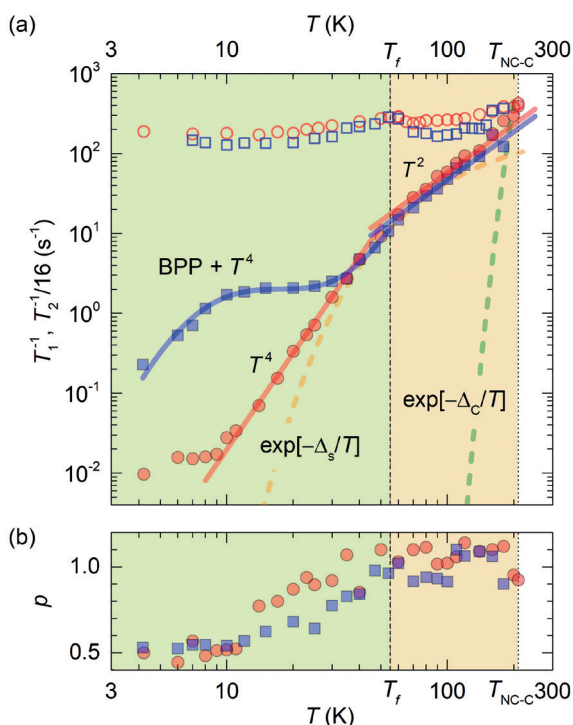 (a)
T (K)
3 10 T_f 100 T_NC-C 300
10^3
10^2
10^1
10^0
10^-1
10^-2
T_1^-1, T_2^-1/16 (s^-1)
T^2
BPP + T^4
T^4
exp[−Δ_s/T]
exp[−Δ_C/T]
(b)
1.0
0.5
p
3 10 T_f 100 T_NC-C 300
T (K)